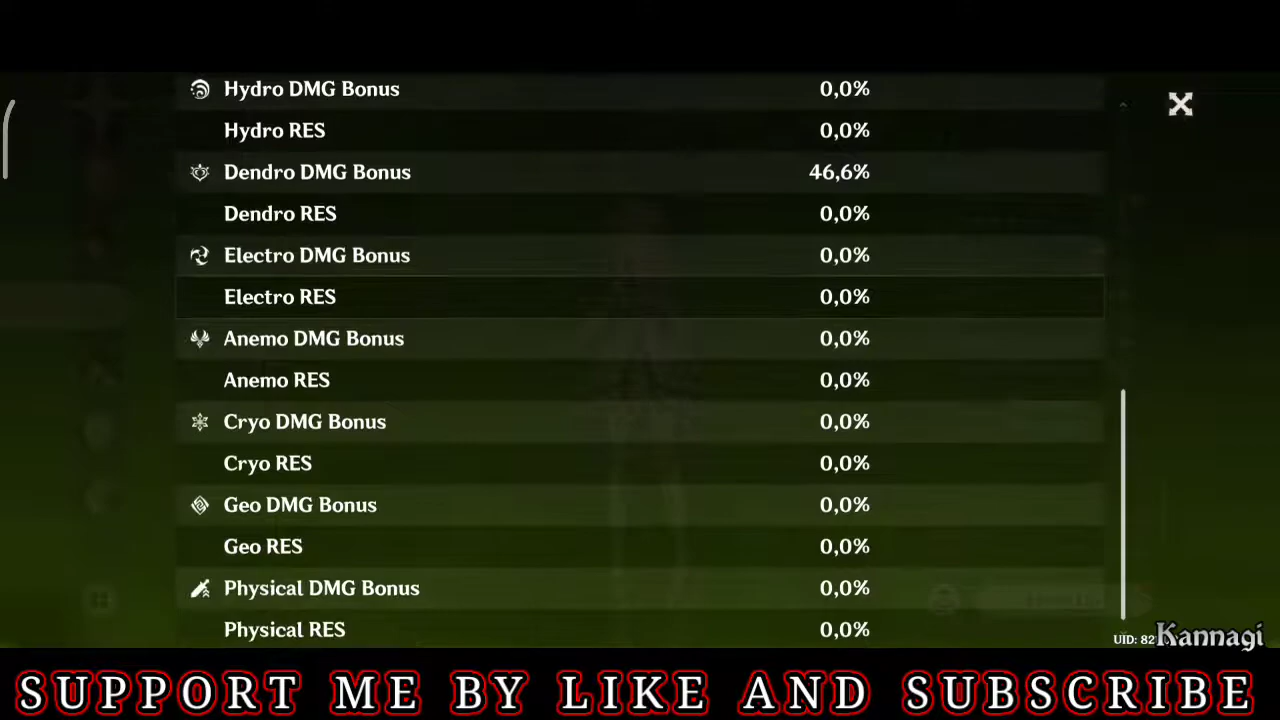 Hydro DMG Bonus 0,0%
Hydro RES 0,0%
Dendro DMG Bonus 46,6%
Dendro RES 0,0%
Electro DMG Bonus 0,0%
Electro RES 0,0%
Anemo DMG Bonus 0,0%
Anemo RES 0,0%
Cryo DMG Bonus 0,0%
Cryo RES 0,0%
Geo DMG Bonus 0,0%
Geo RES 0,0%
Physical DMG Bonus 0,0%
Physical RES 0,0%
UID: 82
Kannagi
SUPPORT ME BY LIKE AND SUBSCRIBE